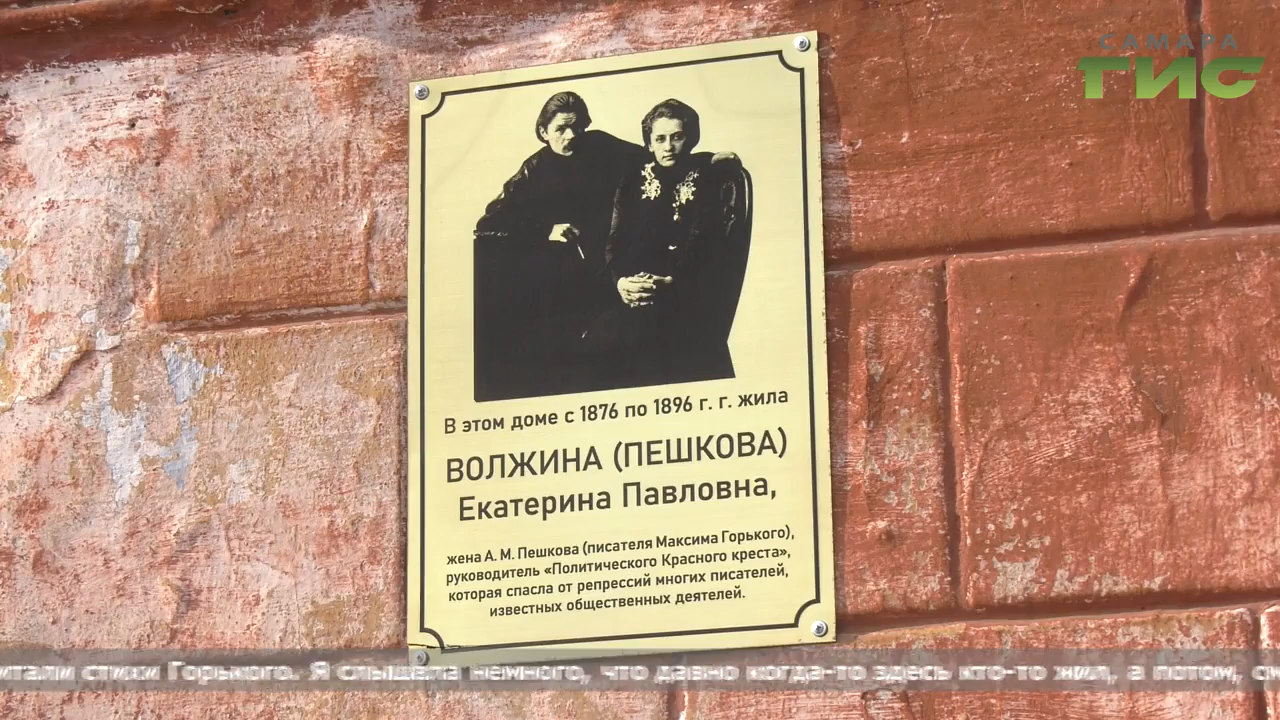 САМАРА
ТИС
В этом доме с 1876 по 1896 г. г. жила
ВОЛЖИНА (ПЕШКОВА)
Екатерина Павловна,
жена А. М. Пешкова (писателя Максима Горького),
руководитель «Политического Красного креста»,
которая спасла от репрессий многих писателей,
известных общественных деятелей.
стихи Горького. Я слышала немного, что давно когда-то здесь кто-то жил, а потом,